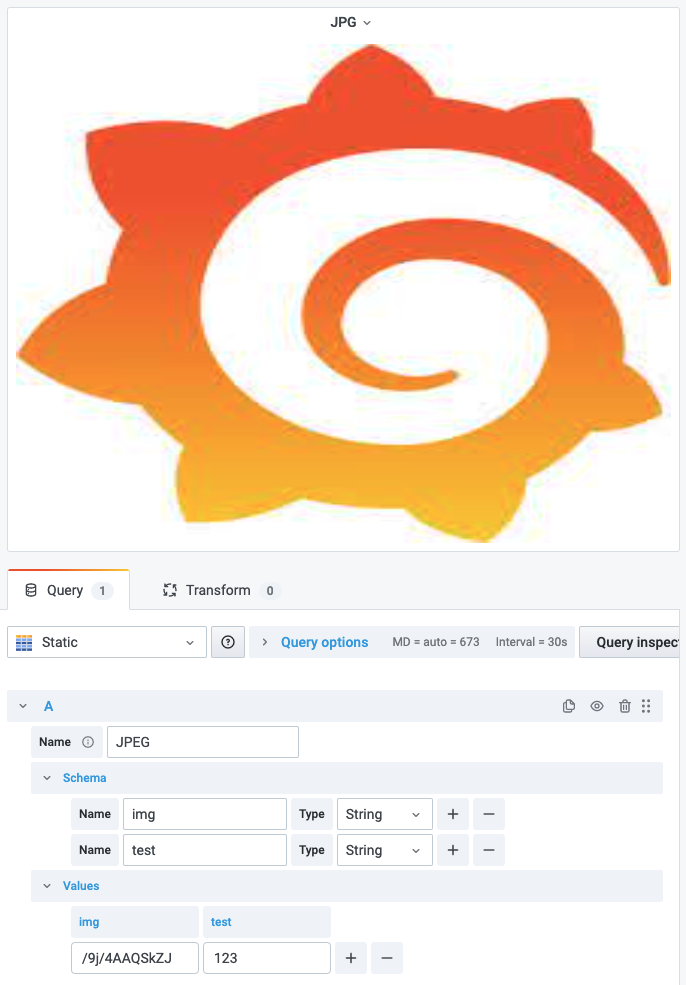 JPG
Query 1 Transform 0
Static Query options MD = auto = 673 Interval = 30s Query inspec
A
Name JPEG
Schema
Name img Type String
Name test Type String
Values
img test
/9j/4AAQSkZJ 123